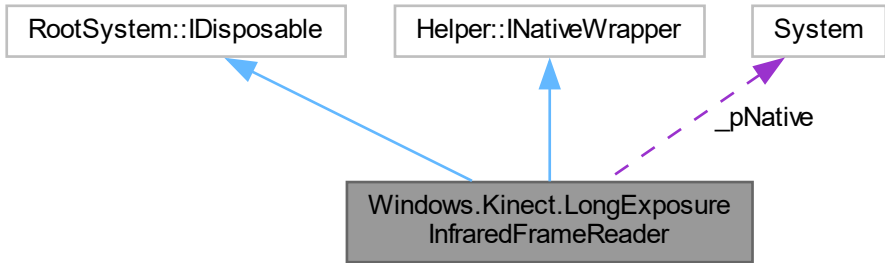 RootSystem::IDisposable
Helper::INativeWrapper
System
_pNative
Windows.Kinect.LongExposure
InfraredFrameReader